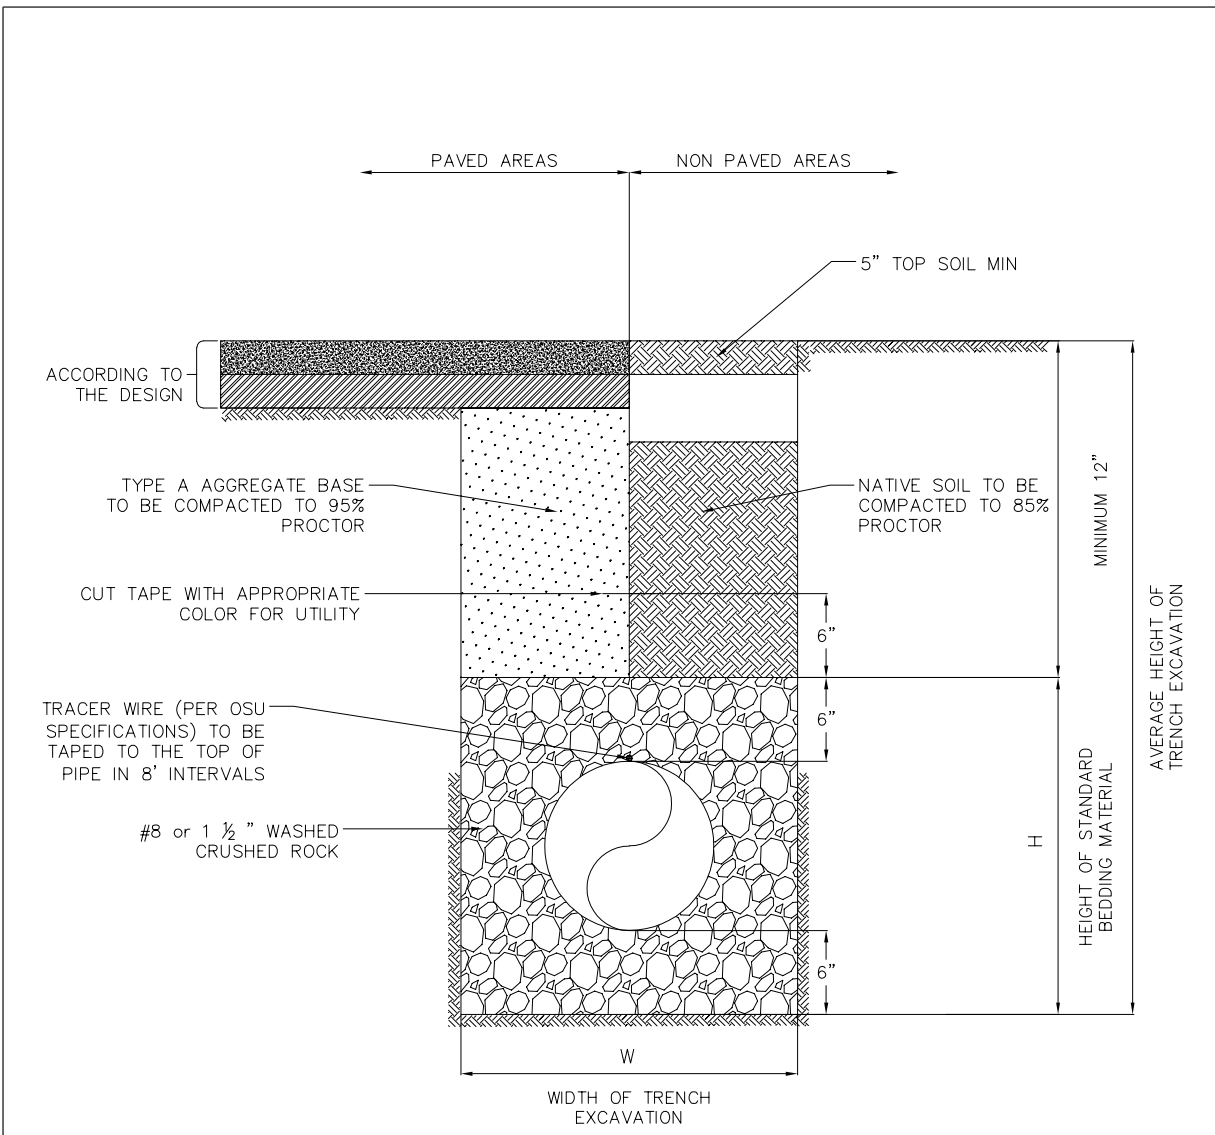 PAVED AREAS
NON PAVED AREAS
5" TOP SOIL MIN
ACCORDING TO
THE DESIGN
TYPE A AGGREGATE BASE
TO BE COMPACTED TO 95%
PROCTOR
NATIVE SOIL TO BE
COMPACTED TO 85%
PROCTOR
MINIMUM 12"
CUT TAPE WITH APPROPRIATE
COLOR FOR UTILITY
6"
AVERAGE HEIGHT OF
TRENCH EXCAVATION
TRACER WIRE (PER OSU
SPECIFICATIONS) TO BE
TAPED TO THE TOP OF
PIPE IN 8' INTERVALS
6"
#8 or 1 ½ " WASHED
CRUSHED ROCK
H
HEIGHT OF STANDARD
BEDDING MATERIAL
6"
W
WIDTH OF TRENCH
EXCAVATION